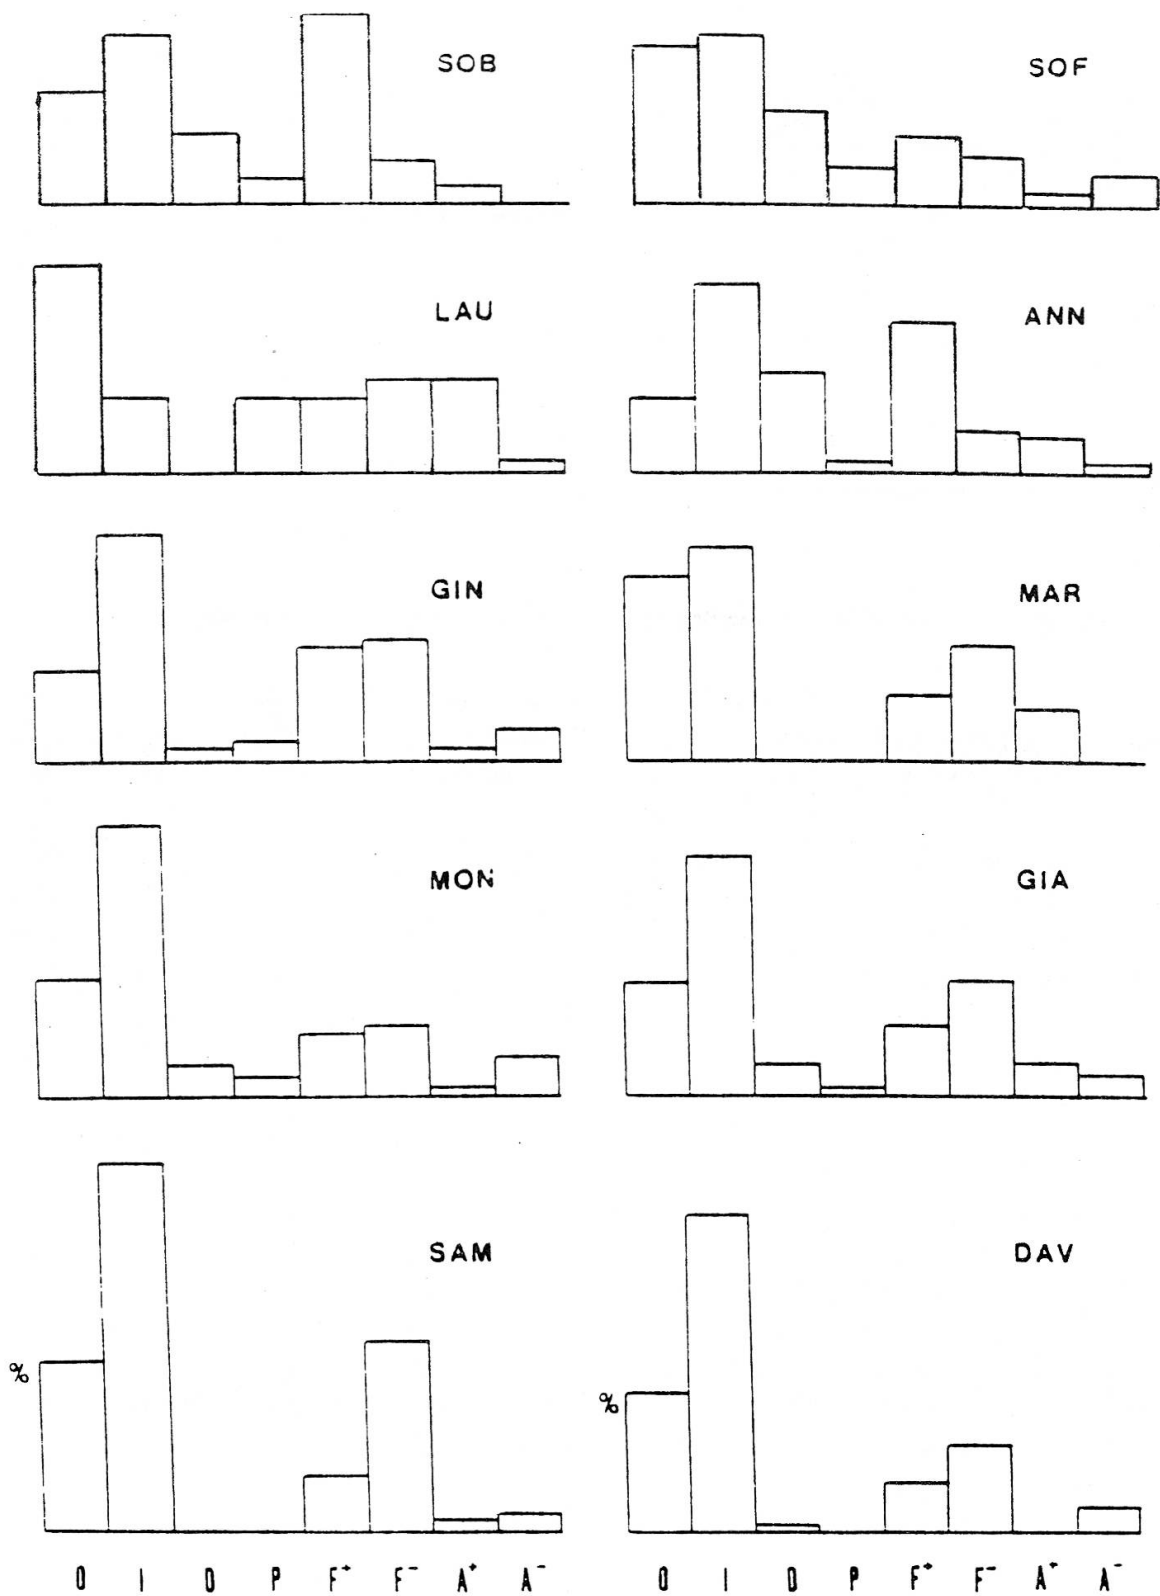 SOB SOF
LAU ANN
GIN MAR
MON GIA
SAM DAV
%
%
O I D P F+ F- A+ A- O I D P F+ F- A+ A-